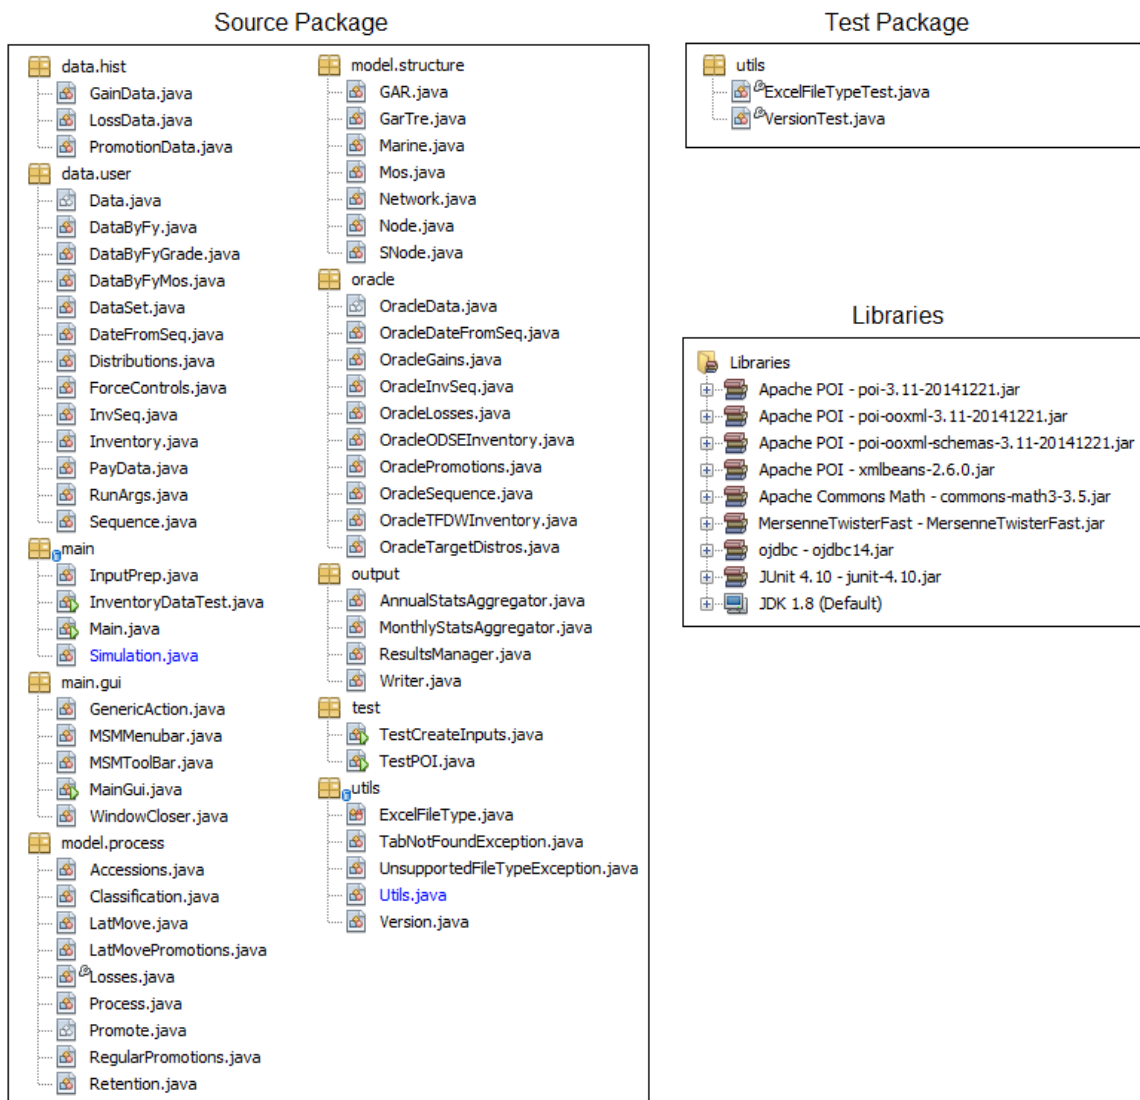 Source Package
data.hist
GainData.java
LossData.java
PromotionData.java
data.user
Data.java
DataByFy.java
DataByFyGrade.java
DataByFyMos.java
DataSet.java
DateFromSeq.java
Distributions.java
ForceControls.java
InvSeq.java
Inventory.java
PayData.java
RunArgs.java
Sequence.java
main
InputPrep.java
InventoryDataTest.java
Main.java
Simulation.java
main.gui
GenericAction.java
MSMMenubar.java
MSMToolBar.java
MainGui.java
WindowCloser.java
model.process
Accessions.java
Classification.java
LatMove.java
LatMovePromotions.java
Losses.java
Process.java
Promote.java
RegularPromotions.java
Retention.java
model.structure
GAR.java
GarTre.java
Marine.java
Mos.java
Network.java
Node.java
SNode.java
oracle
OracleData.java
OracleDateFromSeq.java
OracleGains.java
OracleInvSeq.java
OracleLosses.java
OracleODSEInventory.java
OraclePromotions.java
OracleSequence.java
OracleTFDWInventory.java
OracleTargetDistros.java
output
AnnualStatsAggregator.java
MonthlyStatsAggregator.java
ResultsManager.java
Writer.java
test
TestCreateInputs.java
TestPOI.java
utils
ExcelFileType.java
TabNotFoundException.java
UnsupportedFileTypeException.java
Utils.java
Version.java
Test Package
utils
ExcelFileTypeTest.java
VersionTest.java
Libraries
Libraries
Apache POI - poi-3.11-20141221.jar
Apache POI - poi-ooxml-3.11-20141221.jar
Apache POI - poi-ooxml-schemas-3.11-20141221.jar
Apache POI - xmlbeans-2.6.0.jar
Apache Commons Math - commons-math3-3.5.jar
MersenneTwisterFast - MersenneTwisterFast.jar
ojdbc - ojdbc14.jar
JUnit 4.10 - junit-4.10.jar
JDK 1.8 (Default)